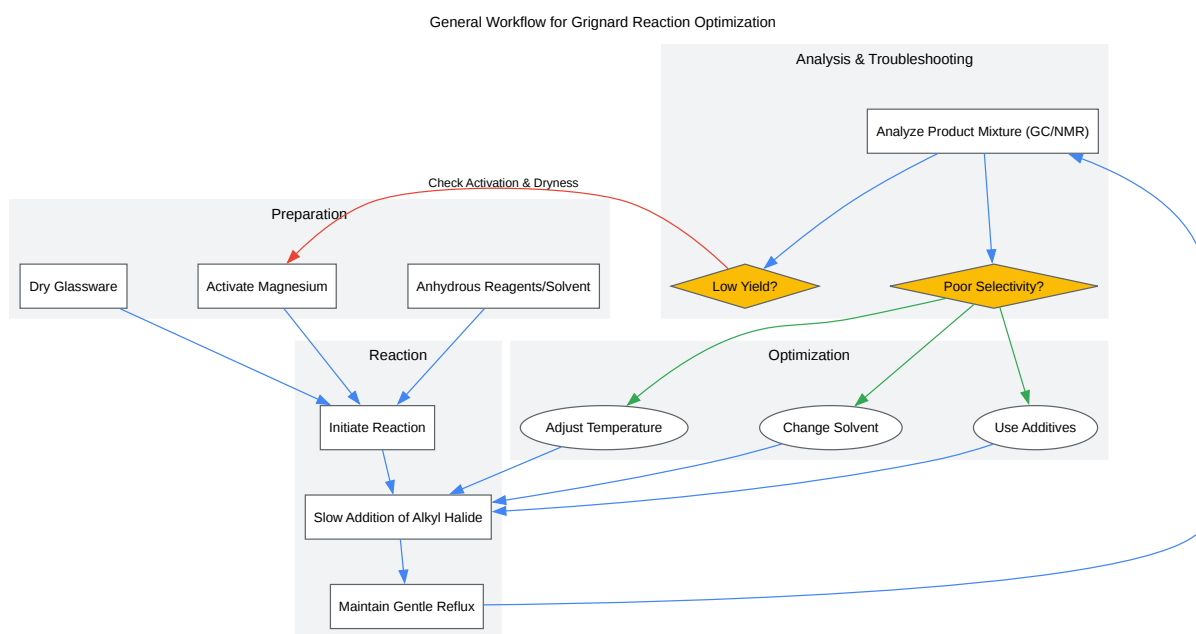 General Workflow for Grignard Reaction Optimization
Analysis & Troubleshooting
Analyze Product Mixture (GC/NMR)
Check Activation & Dryness
Preparation
Dry Glassware
Activate Magnesium
Anhydrous Reagents/Solvent
Low Yield?
Poor Selectivity?
Reaction
Optimization
Initiate Reaction
Adjust Temperature
Change Solvent
Use Additives
Slow Addition of Alkyl Halide
Maintain Gentle Reflux